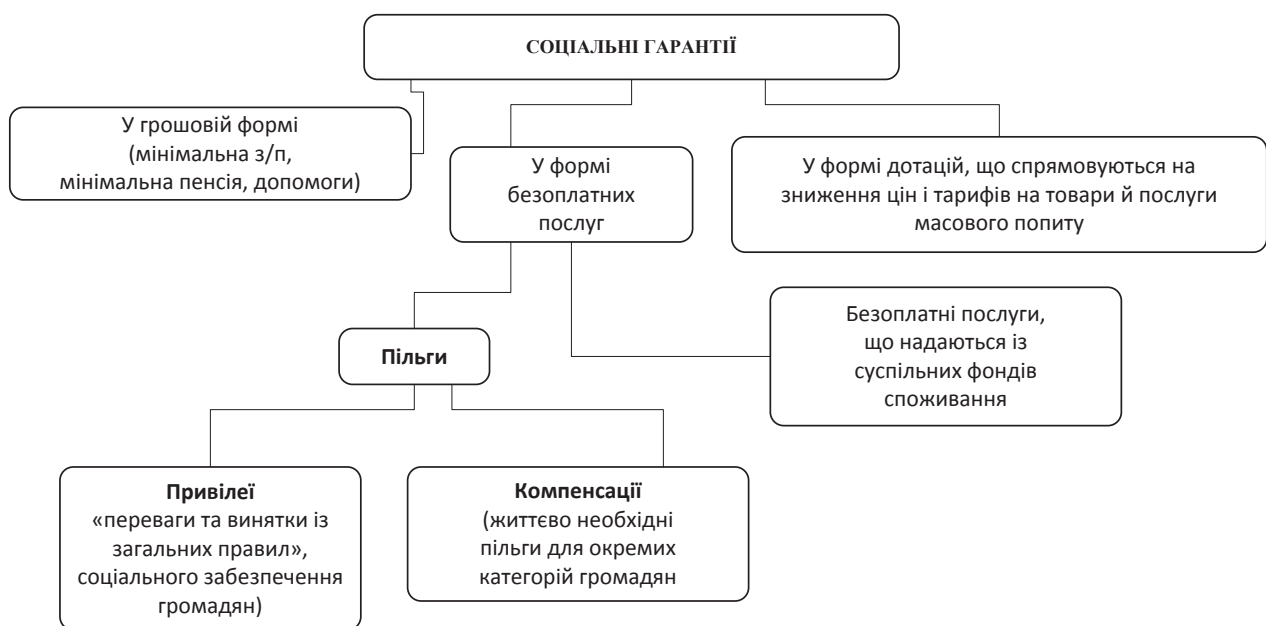 СОЦІАЛЬНІ ГАРАНТІЇ
У грошовій формі
(мінімальна з/п,
мінімальна пенсія, допомоги)
У формі
безоплатних
послуг
У формі дотацій, що спрямовуються на
зниження цін і тарифів на товари й послуги
масового попиту
Безоплатні послуги,
що надаються із
суспільних фондів
споживання
Пільги
Привілеї
«переваги та винятки із
загальних правил»,
соціального забезпечення
громадян)
Компенсації
(життєво необхідні
пільги для окремих
категорій громадян